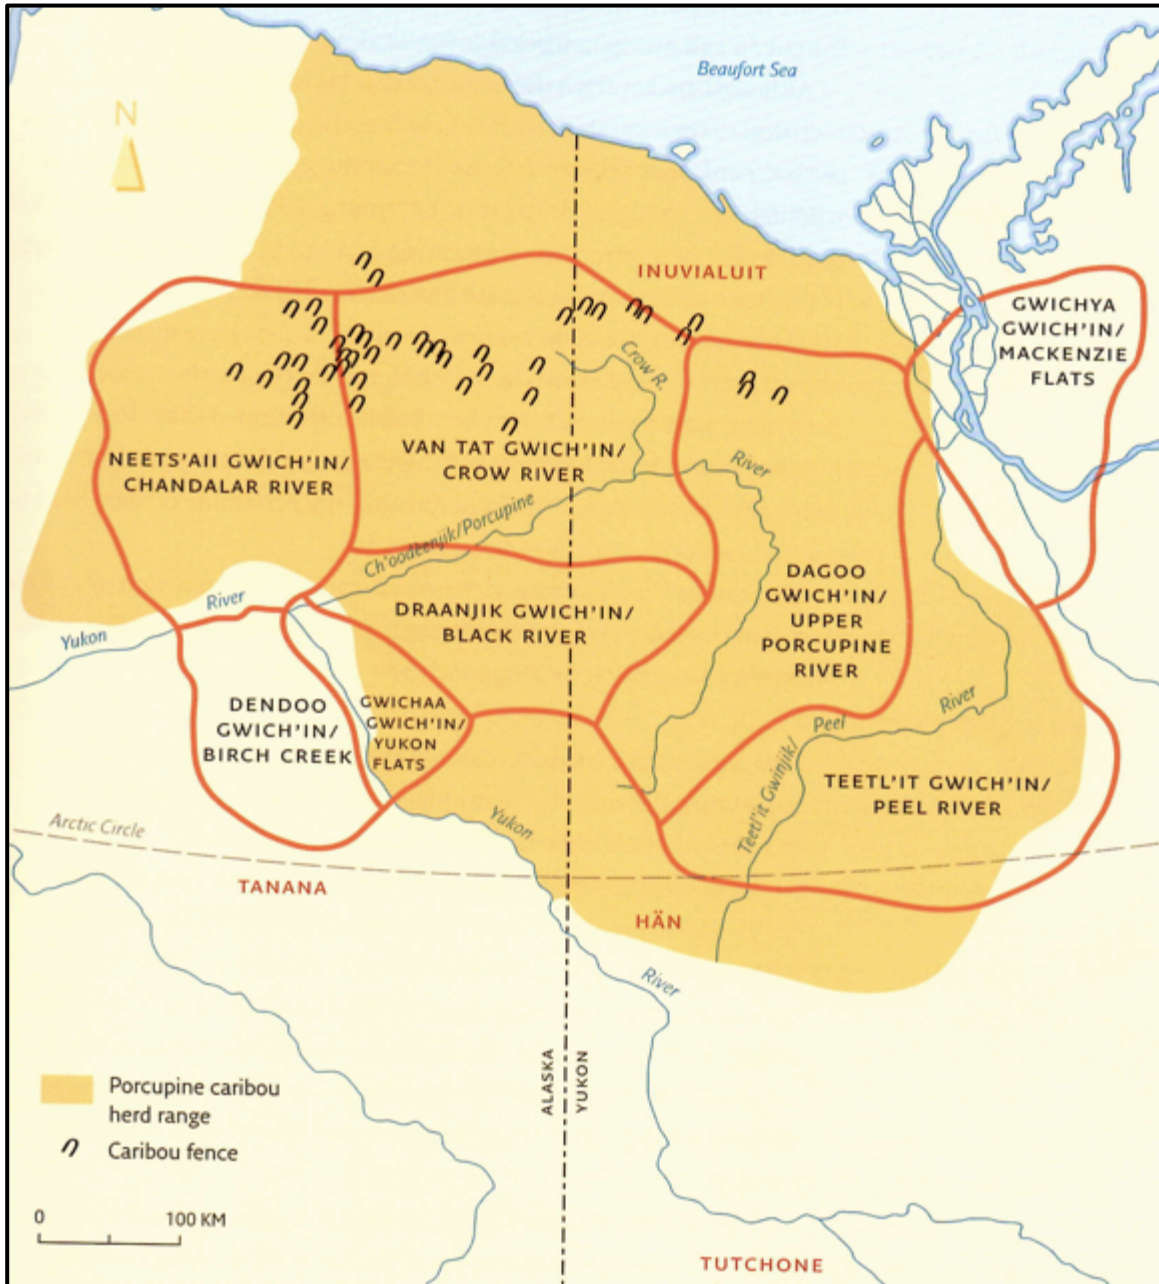 Beaufort Sea
N
INUVIALUIT
GWICHYA
GWICH'IN/
MACKENZIE
FLATS
Crow R.
NEETS'AII GWICH'IN/
CHANDALAR RIVER
VAN TAT GWICH'IN/
CROW RIVER
River
Ch'oodèenjik/Porcupine
DAGOO
GWICH'IN/
UPPER
PORCUPINE
RIVER
DRAANJIK GWICH'IN/
BLACK RIVER
River
Yukon
DENDOO
GWICH'IN/
BIRCH CREEK
GWICHAA
GWICH'IN/
YUKON
FLATS
River
Peel
Teetl'it Gwinjik/
TEETL'IT GWICH'IN/
PEEL RIVER
Arctic Circle
Yukon
TANANA
HÄN
River
ALASKA
YUKON
Porcupine caribou
herd range
Caribou fence
0 100 KM
TUTCHONE